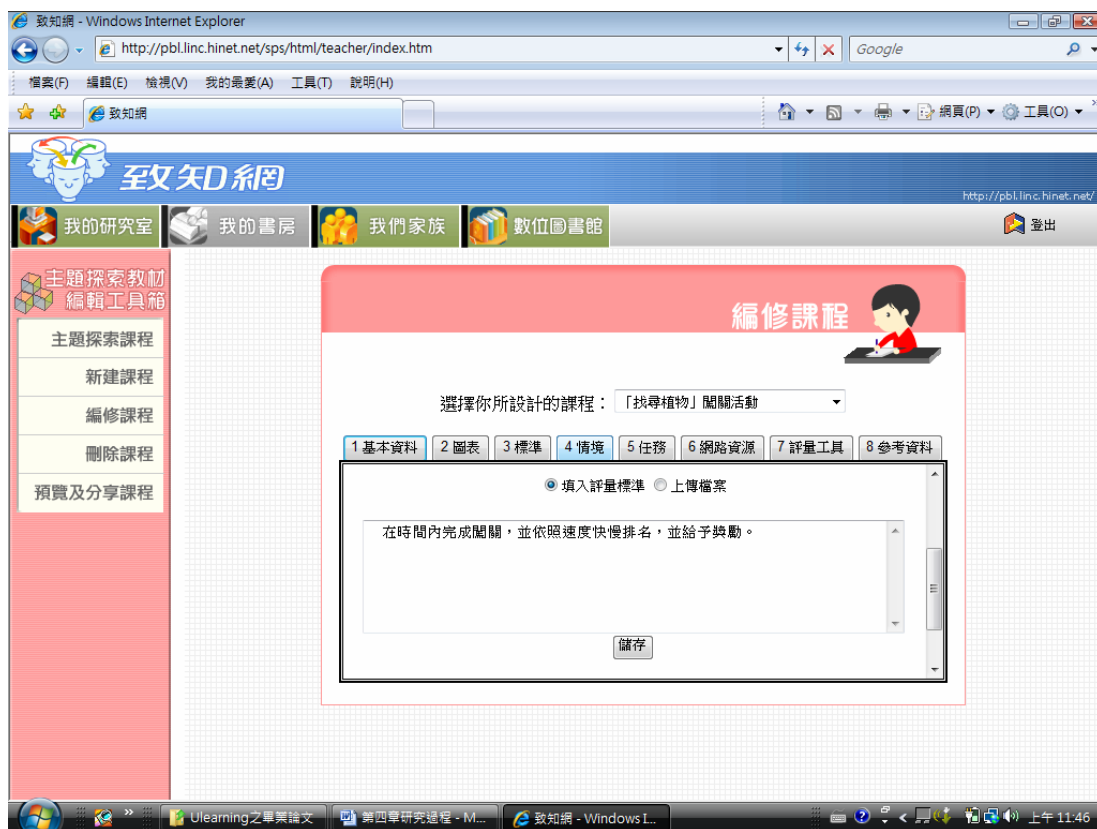 致知網 - Windows Internet Explorer
http://pbl.linc.hinet.net/sps/html/teacher/index.htm
Google
檔案(F) 編輯(E) 檢視(V) 我的最愛(A) 工具(T) 說明(H)
致知網
網頁(P) 工具(O)
致知網
http://pbl.linc.hinet.net/
我的研究室 我的書房 我們家族 數位圖書館 登出
主題探索教材
編輯工具箱
主題探索課程
新建課程
編修課程
刪除課程
預覽及分享課程
編修課程
選擇你所設計的課程： 「找尋植物」闖關活動
1 基本資料 2 圖表 3 標準 4 情境 5 任務 6 網路資源 7 評量工具 8 參考資料
填入評量標準 上傳檔案
在時間內完成闖關，並依照速度快慢排名，並給予獎勵。
儲存
Ulearning之畢業論文 第四章研究過程 - M... 致知網 - Windows I... 上午 11:46